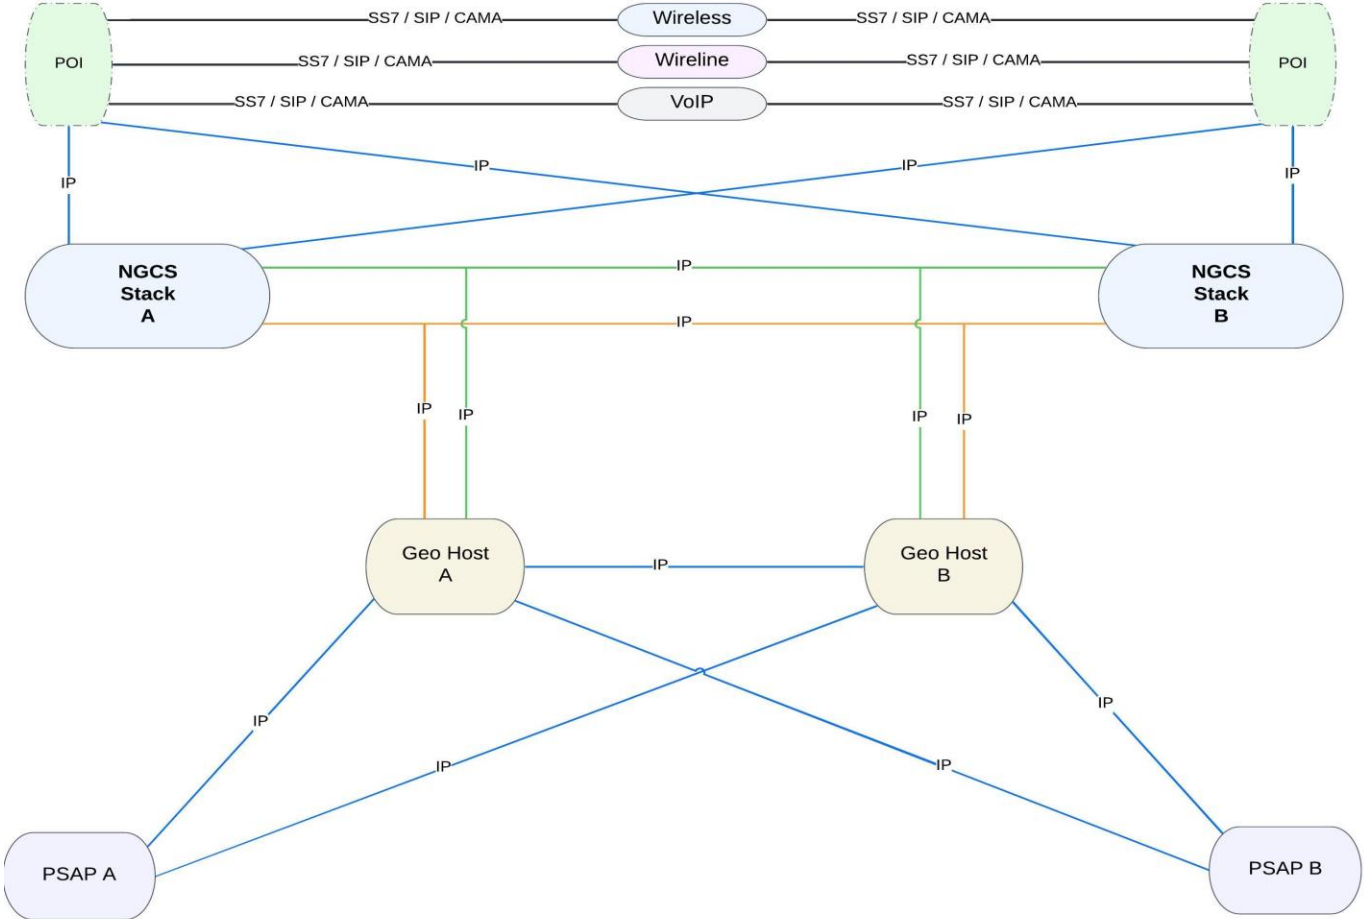 SS7 / SIP / CAMA
Wireless
SS7 / SIP / CAMA
POI
SS7 / SIP / CAMA
Wireline
SS7 / SIP / CAMA
POI
SS7 / SIP / CAMA
VoIP
SS7 / SIP / CAMA
IP
IP
IP
IP
NGCS
Stack
A
IP
IP
NGCS
Stack
B
IP
IP
IP
IP
Geo Host
A
IP
Geo Host
B
IP
IP
IP
IP
PSAP A
PSAP B